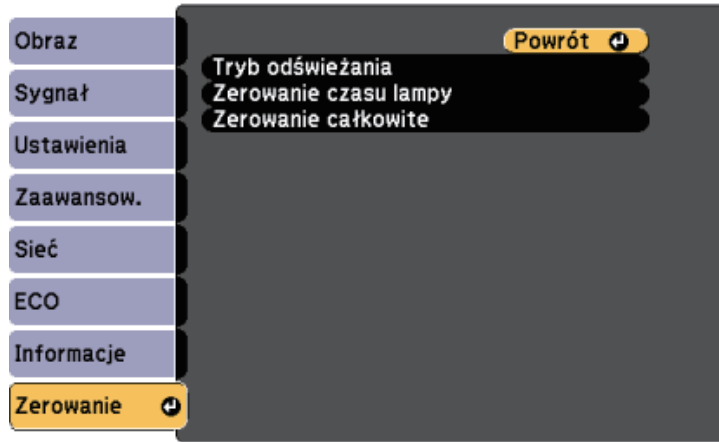 Obraz
Sygnał
Ustawienia
Zaawansow.
Sieć
ECO
Informacje
Zerowanie
Powrót
Tryb odświeżania
Zerowanie czasu lampy
Zerowanie całkowite